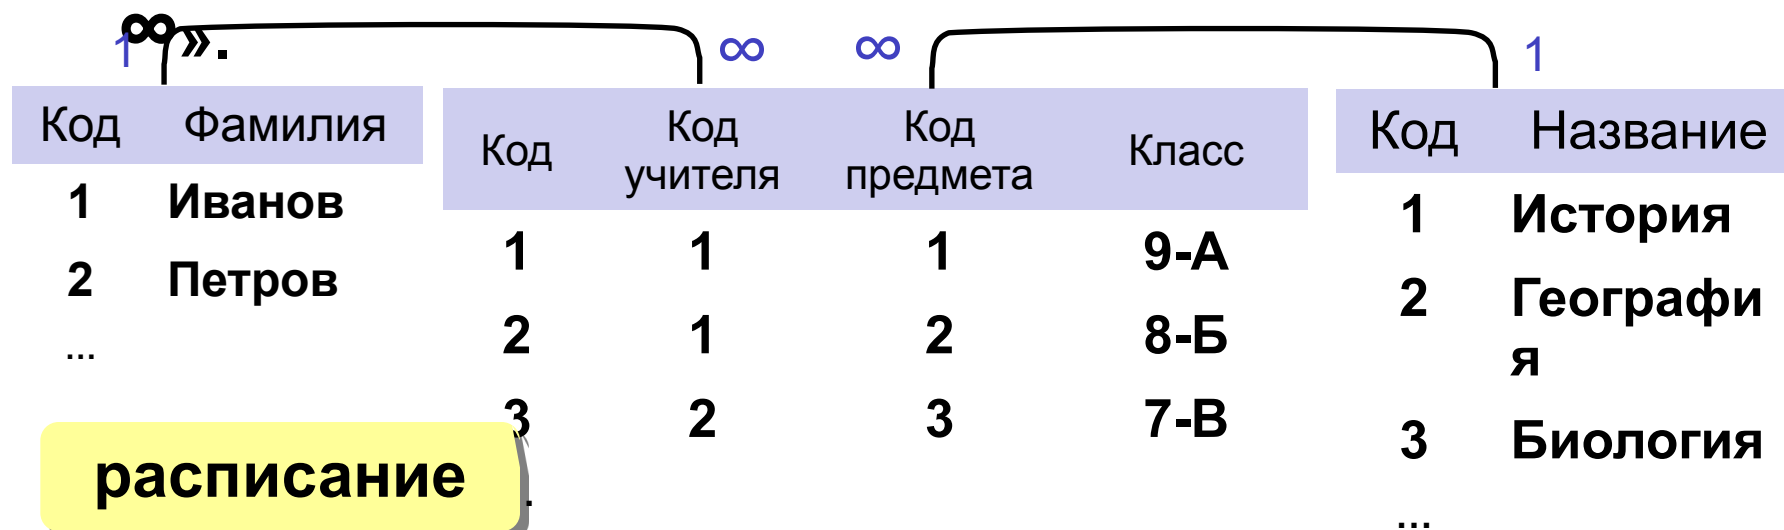 ∞».
1 ∞ ∞ 1
Код Фамилия
1 Иванов
2 Петров
...
Код Код учителя Код предмета Класс
1 1 1 9-А
2 1 2 8-Б
3 2 3 7-В
.
расписание
Код Название
1 История
2 Географи
я
3 Биология
...